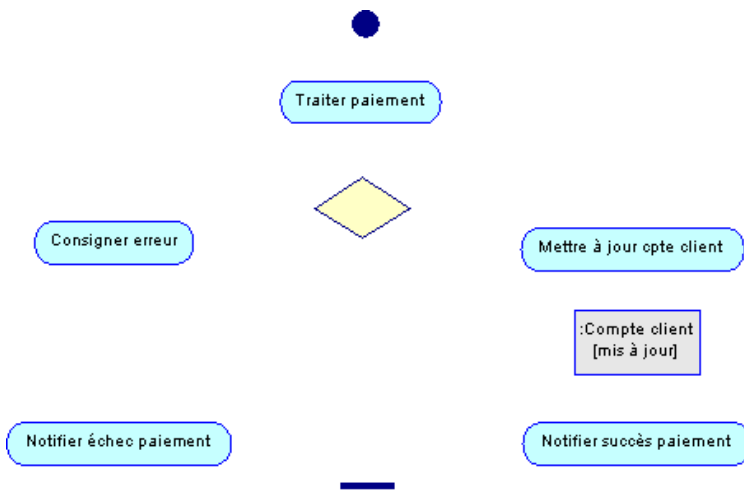 Traiter paiement
Consigner erreur
Mettre à jour cpte client
:Compte client
[mis à jour]
Notifier échec paiement
Notifier succès paiement